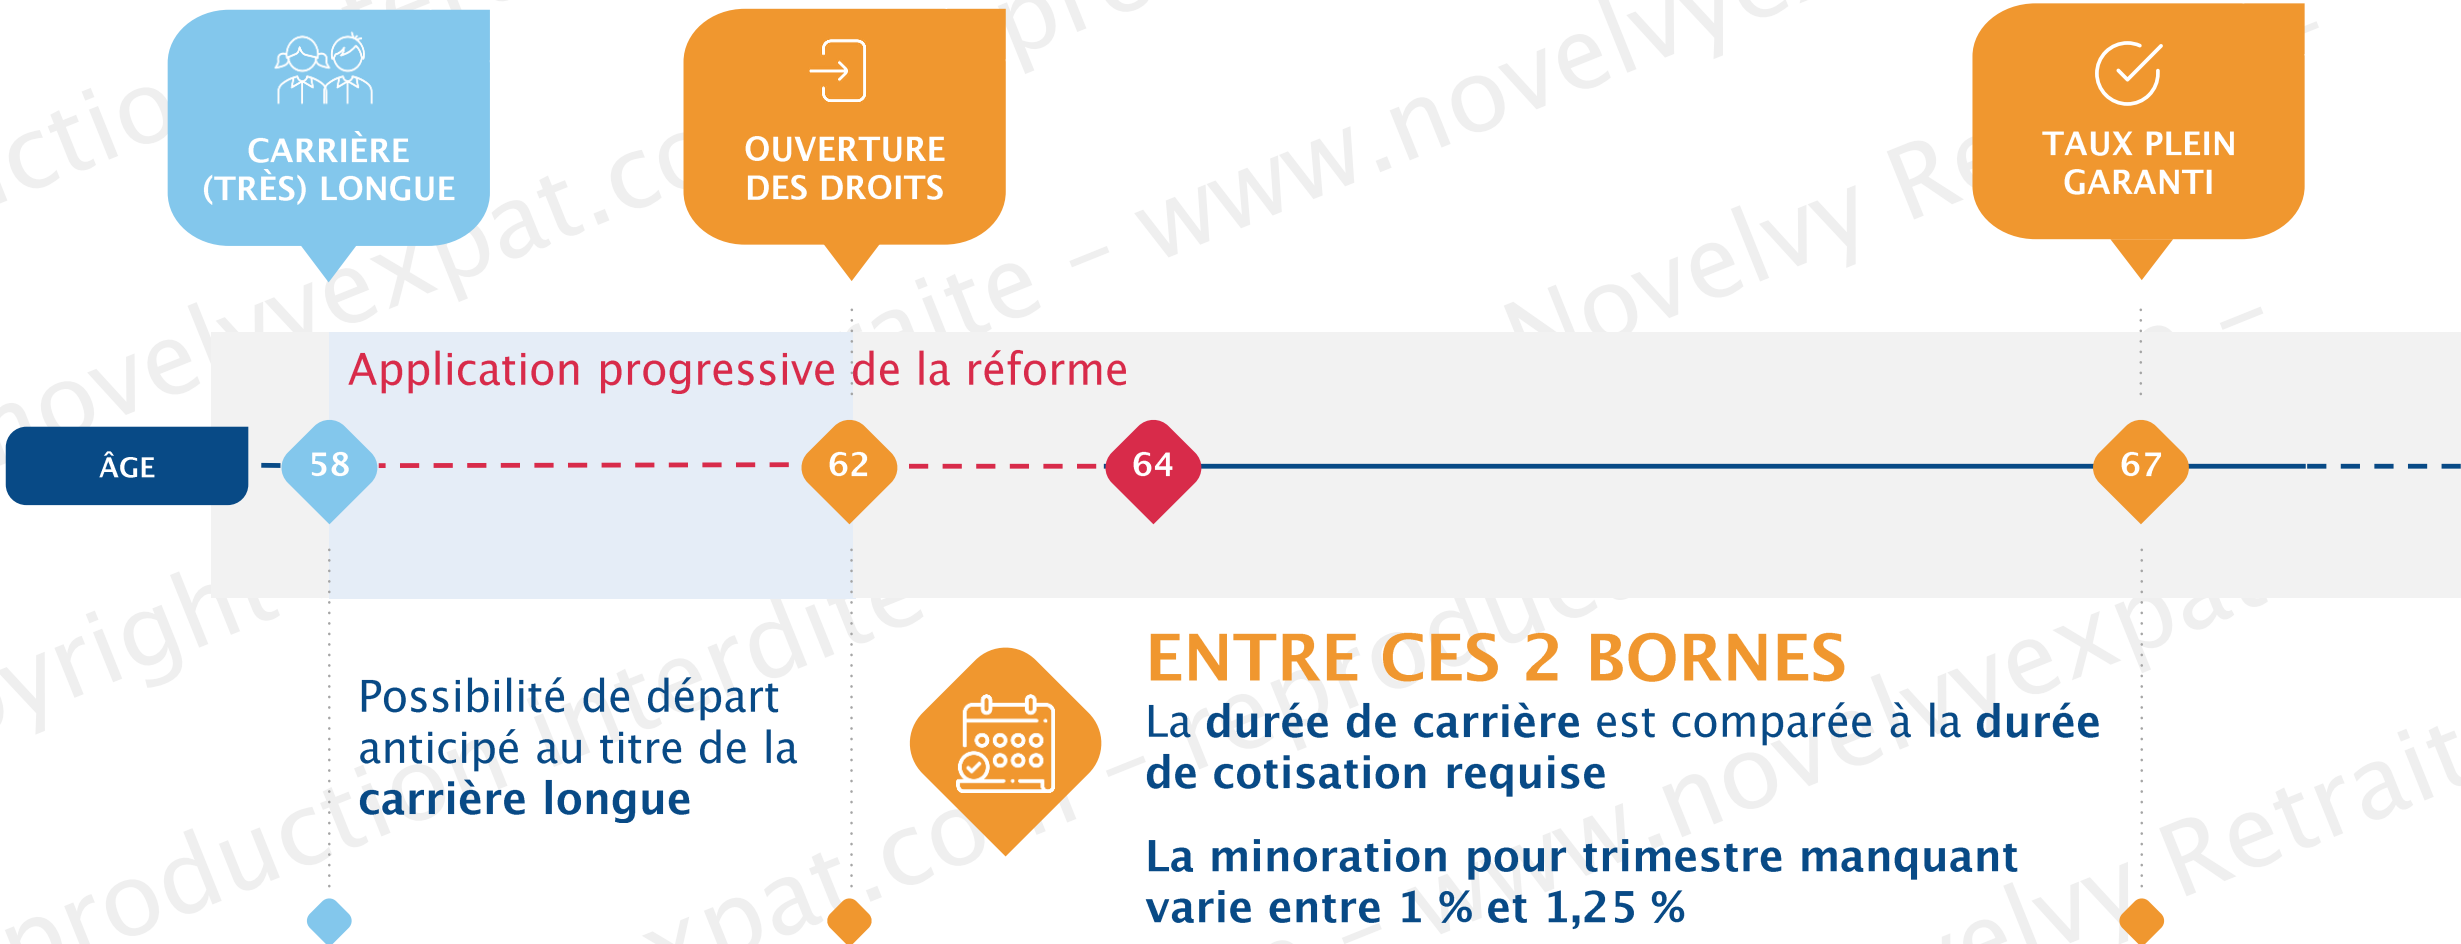 CARRIÈRE
(TRÈS) LONGUE
OUVERTURE
DES DROITS
TAUX PLEIN
GARANTI
Application progressive de la réforme
ÂGE
58
62
64
67
Possibilité de départ
anticipé au titre de la
carrière longue
ENTRE CES 2 BORNES
La durée de carrière est comparée à la durée
de cotisation requise
La minoration pour trimestre manquant
varie entre 1 % et 1,25 %